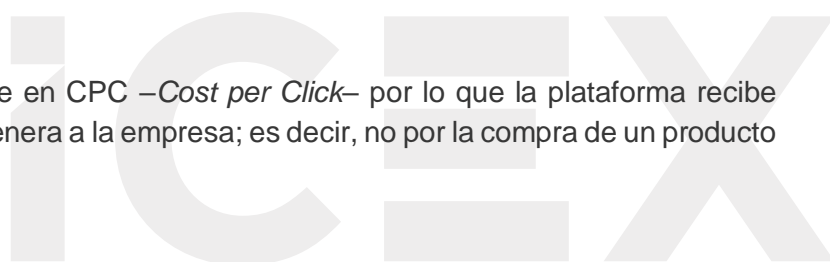 iCEX
e en CPC –Cost per Click– por lo que la plataforma recibe
enera a la empresa; es decir, no por la compra de un producto